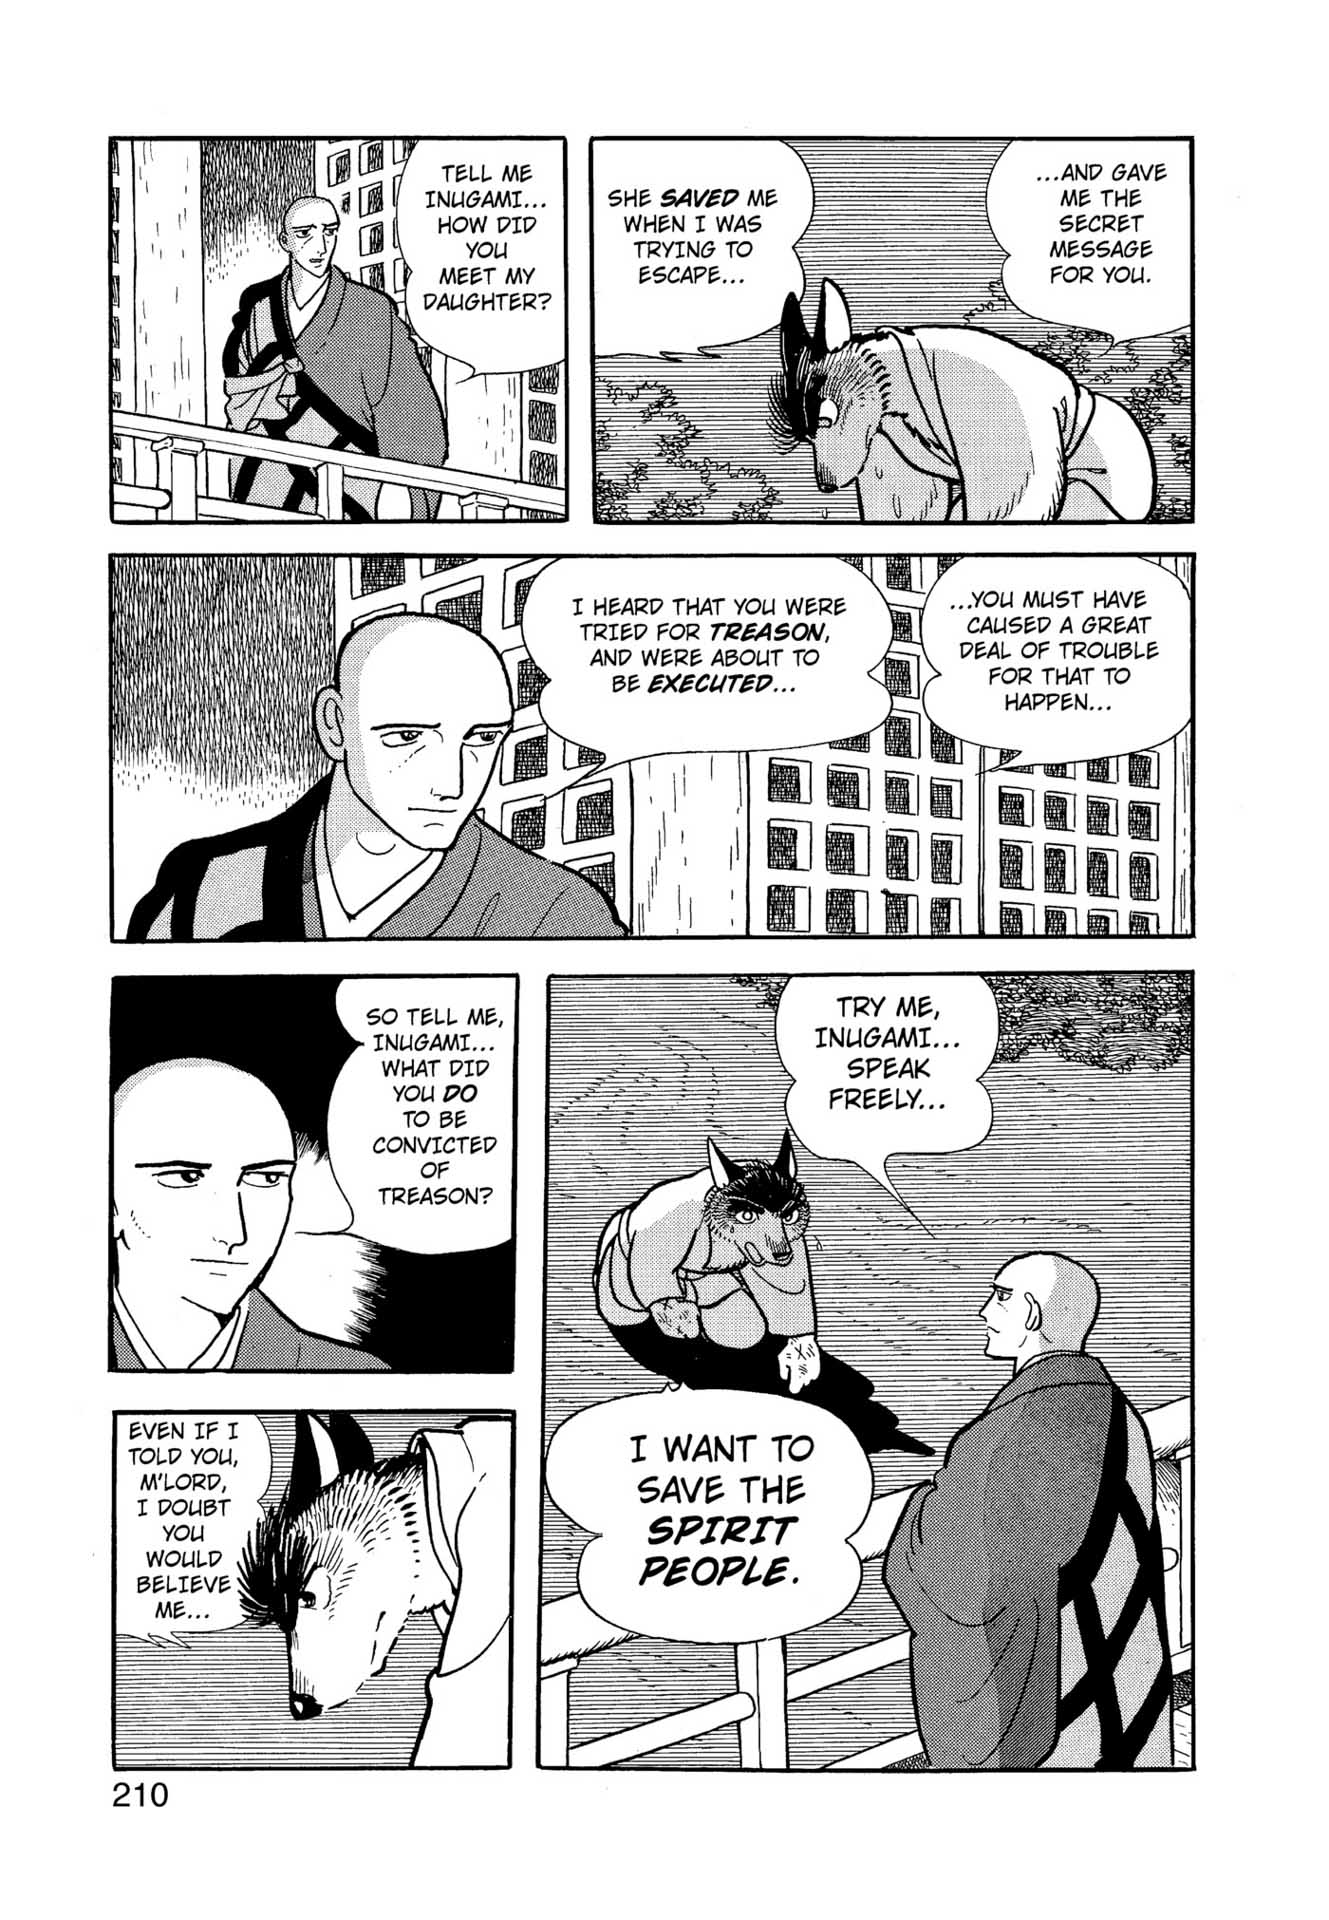 TELL ME
INUGAMI...
HOW DID
YOU
MEET MY
DAUGHTER?
SHE SAVED ME
WHEN I WAS
TRYING TO
ESCAPE...
...AND GAVE
ME THE
SECRET
MESSAGE
FOR YOU.
I HEARD THAT YOU WERE
TRIED FOR TREASON,
AND WERE ABOUT TO
BE EXECUTED...
...YOU MUST HAVE
CAUSED A GREAT
DEAL OF TROUBLE
FOR THAT TO
HAPPEN...
SO TELL ME,
INUGAMI...
WHAT DID
YOU DO
TO BE
CONVICTED
OF
TREASON?
EVEN IF I
TOLD YOU,
M'LORD,
I DOUBT
YOU
WOULD
BELIEVE
ME...
TRY ME,
INUGAMI...
SPEAK
FREELY...
I WANT TO
SAVE THE
SPIRIT
PEOPLE.
210